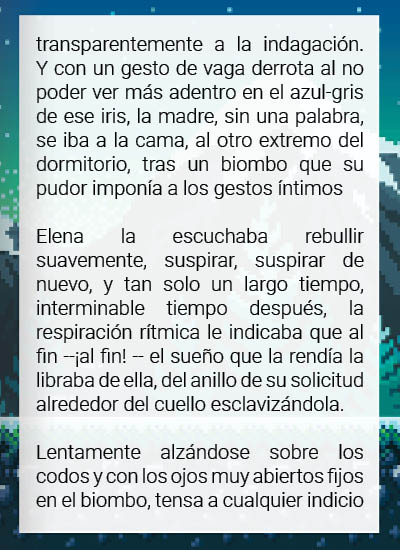 transparentemente a la indagación.
Y con un gesto de vaga derrota al no
poder ver más adentro en el azul-gris
de ese iris, la madre, sin una palabra,
se iba a la cama, al otro extremo del
dormitorio, tras un biombo que su
pudor imponía a los gestos íntimos
Elena la escuchaba rebullir
suavemente, suspirar, suspirar de
nuevo, y tan solo un largo tiempo,
interminable tiempo después, la
respiración rítmica le indicaba que al
fin --¡al fin! -- el sueño que la rendía la
libraba de ella, del anillo de su solicitud
alrededor del cuello esclavizándola.
Lentamente alzándose sobre los
codos y con los ojos muy abiertos fijos
en el biombo, tensa a cualquier indicio